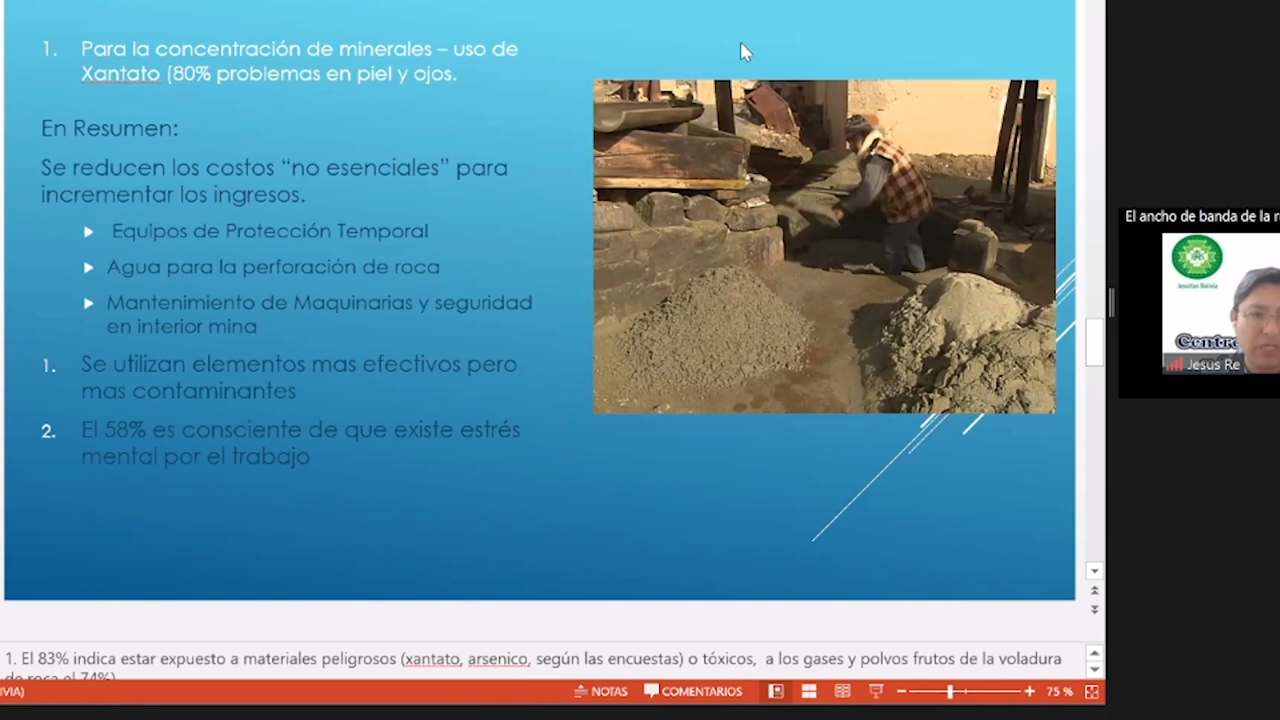 1. Para la concentración de minerales – uso de
Xantato (80% problemas en piel y ojos.
En Resumen:
Se reducen los costos “no esenciales” para
incrementar los ingresos.
Equipos de Protección Temporal
Agua para la perforación de roca
Mantenimiento de Maquinarias y seguridad
en interior mina
1. Se utilizan elementos mas efectivos pero
mas contaminantes
2. El 58% es consciente de que existe estrés
mental por el trabajo
El ancho de banda de la
Jesuitas Bolivia
Centro
Jesus Re
1. El 83% indica estar expuesto a materiales peligrosos (xantato, arsenico, según las encuestas) o tóxicos, a los gases y polvos frutos de la voladura
de roca el 74%)
IVIA)
NOTAS
COMENTARIOS
75 %